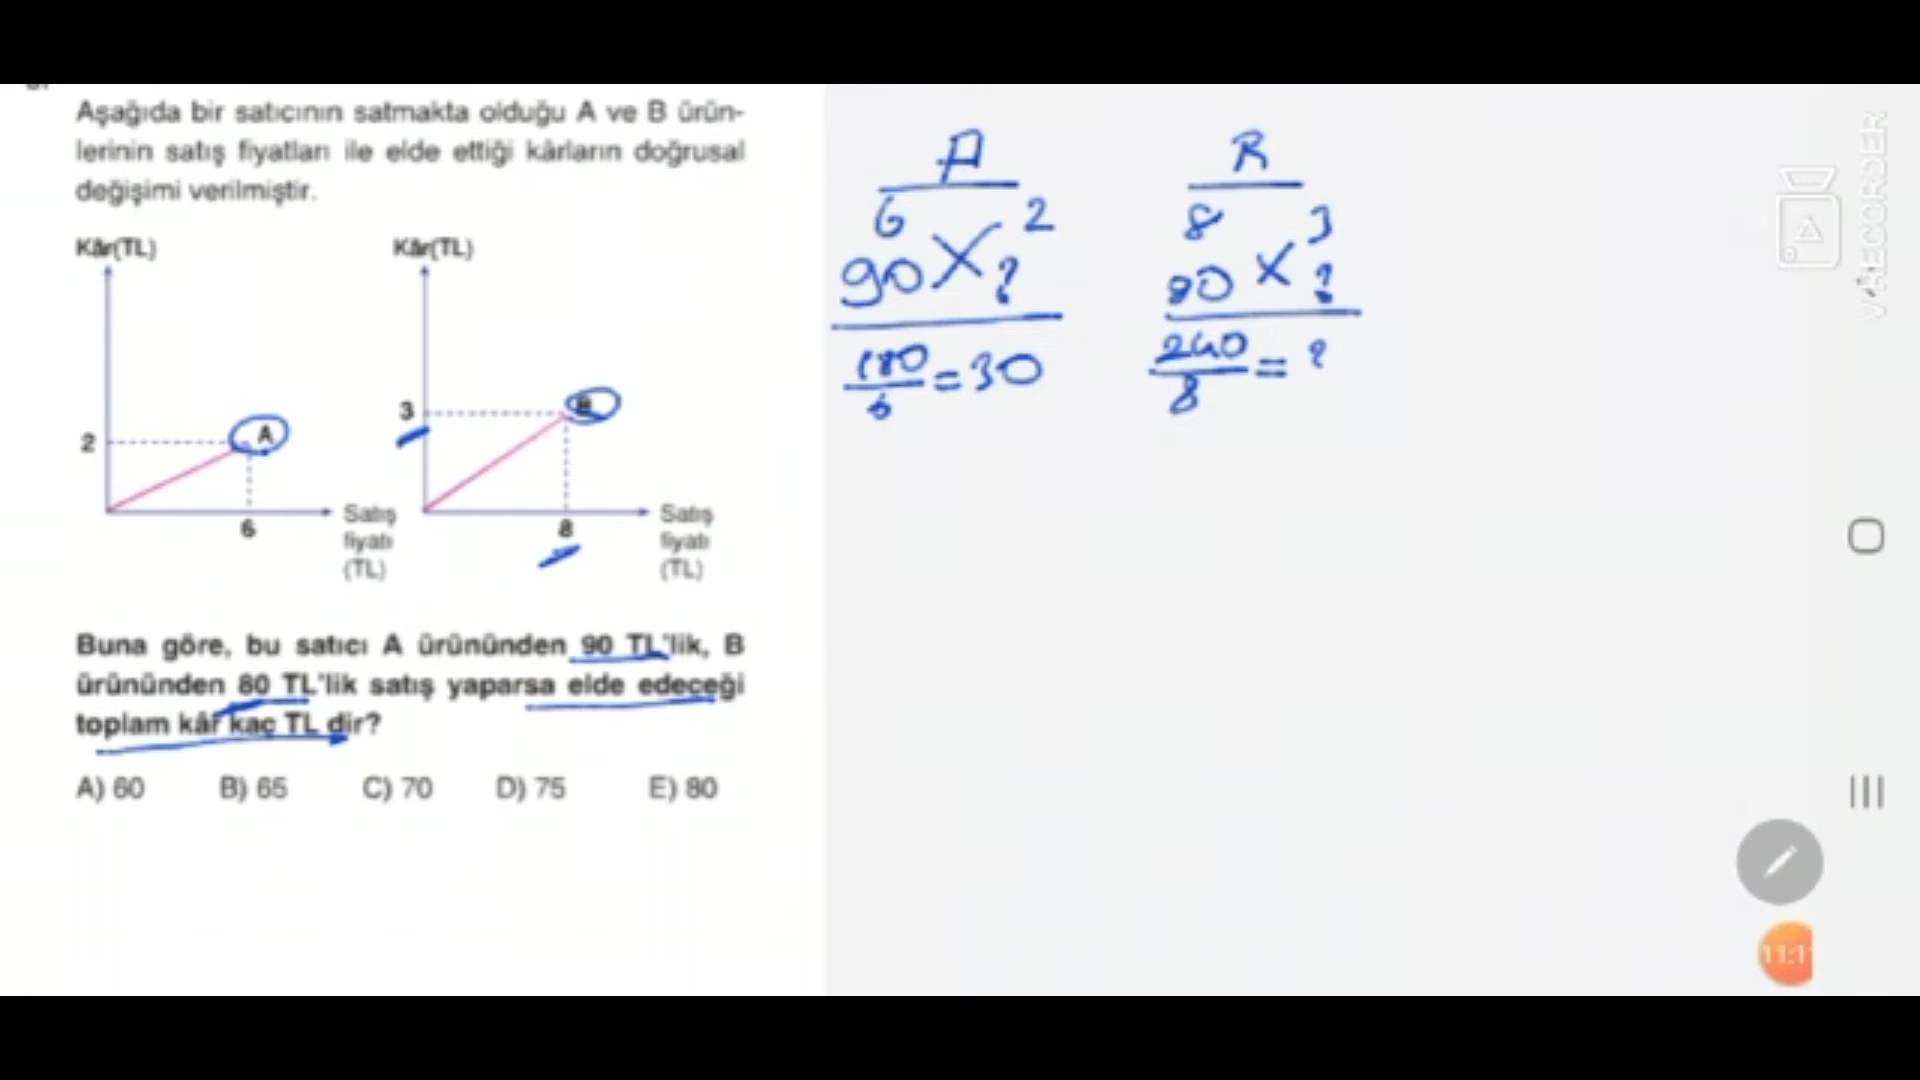 Aşağıda bir satıcının satmakta olduğu A ve B ürün-
lerinin satış fiyatları ile elde ettiği kârların doğrusal
değişimi verilmiştir.
Kâr(TL)
2
A
6
Satış
fiyatı
(TL)
Kâr(TL)
3
B
8
Satış
fiyatı
(TL)
Buna göre, bu satıcı A ürününden 90 TL'lik, B
ürününden 80 TL'lik satış yaparsa elde edeceği
toplam kâr kaç TL dir?
A) 60 B) 65 C) 70 D) 75 E) 80
A
6 2
90 X ?
180/6 = 30
B
8 3
80 X ?
240/8 = ?
RECORDER
11:1